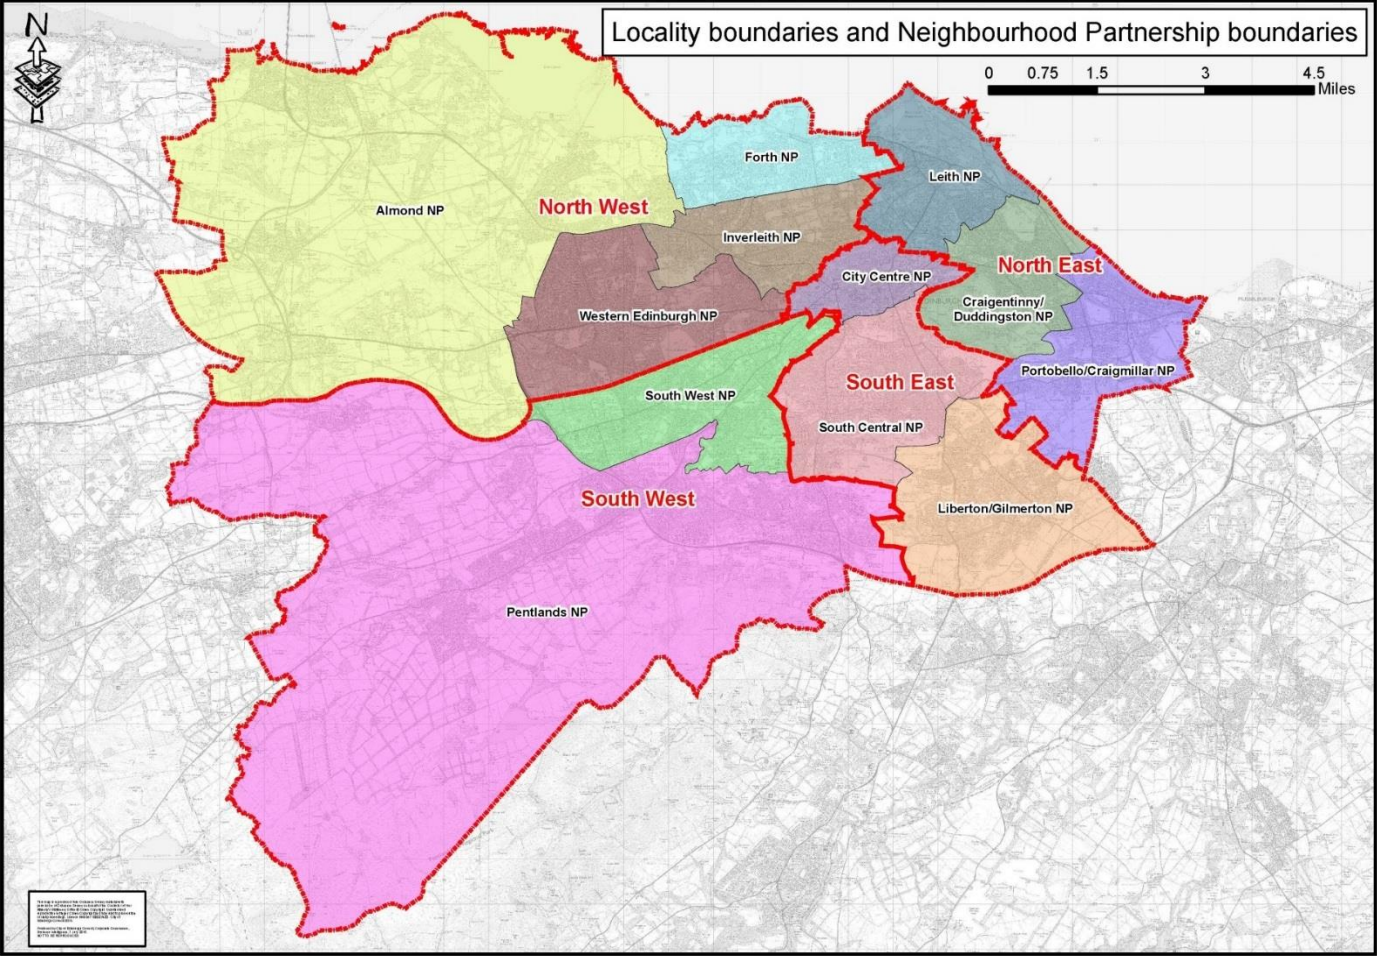 N
Locality boundaries and Neighbourhood Partnership boundaries
0 0.75 1.5 3 4.5
Miles
Forth NP
Leith NP
Almond NP
North West
Inverleith NP
City Centre NP
North East
Craigentinny/
Duddingston NP
Western Edinburgh NP
Portobello/Craigmillar NP
South West NP
South East
South Central NP
South West
Liberton/Gilmerton NP
Pentlands NP